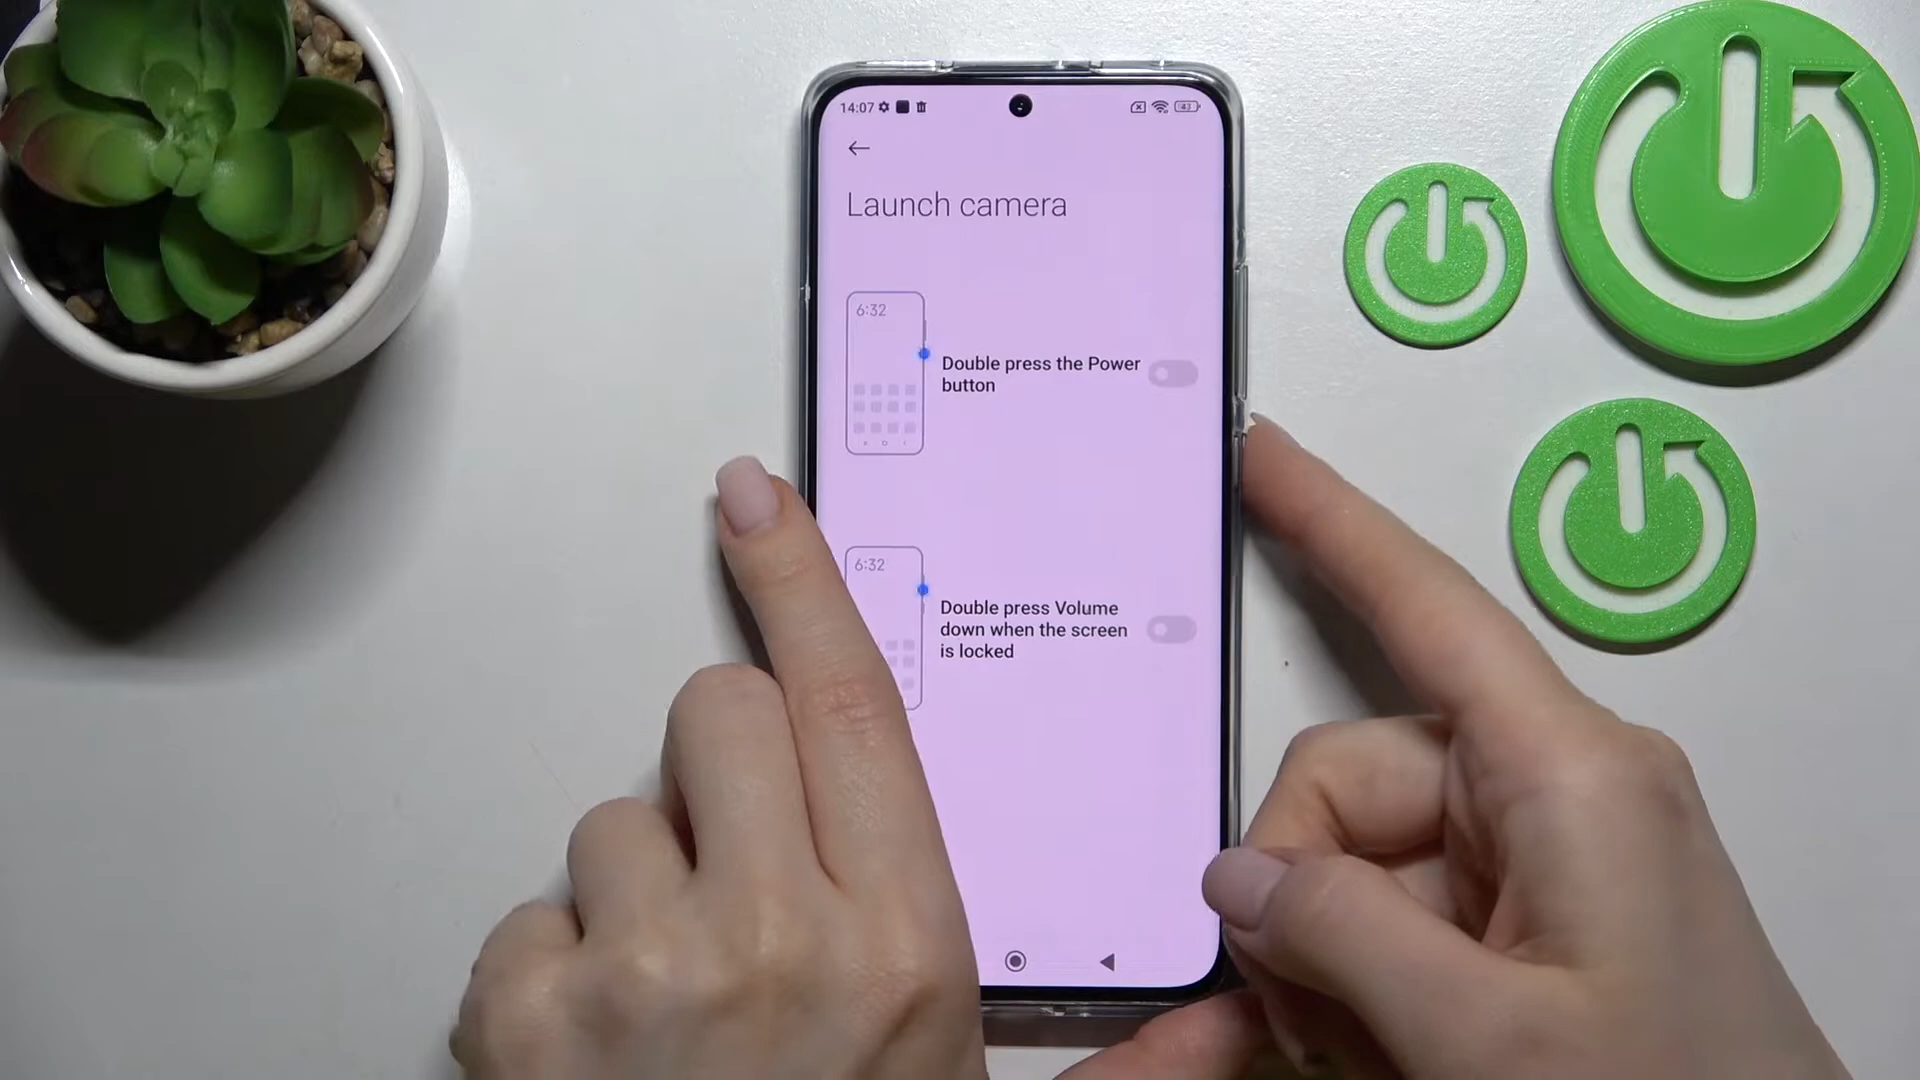 14:07
43
Launch camera
6:32
Double press the Power
button
6:32
Double press Volume
down when the screen
is locked